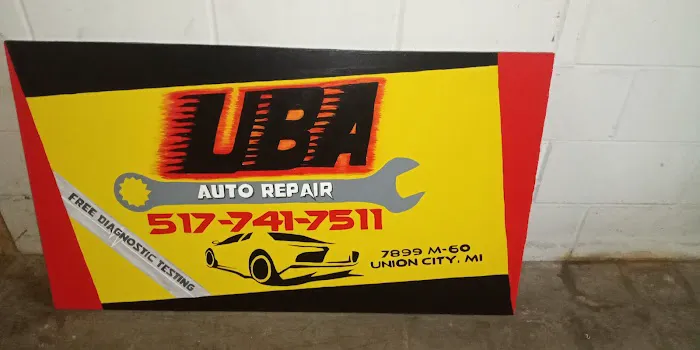 UBA
AUTO REPAIR
517-741-7511
FREE DIAGNOSTIC TESTING
7899 M-60
UNION CITY, MI